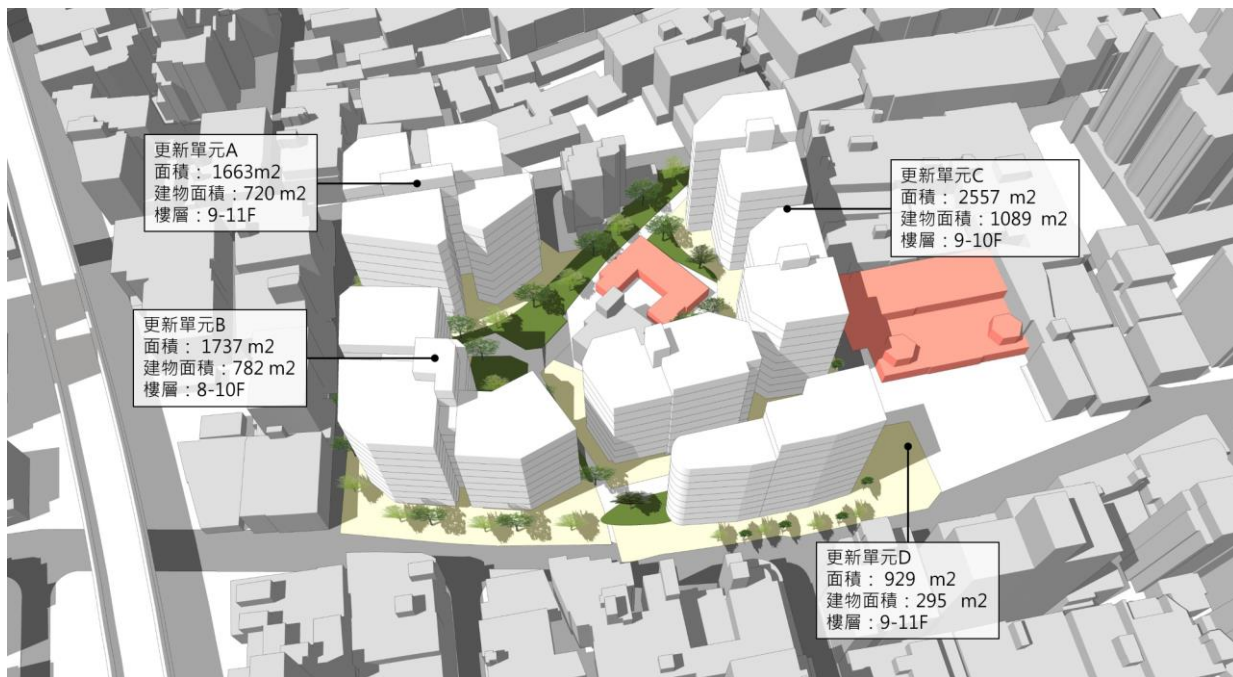 更新單元A
面積： 1663m2
建物面積：720 m2
樓層：9-11F
更新單元C
面積： 2557 m2
建物面積：1089 m2
樓層：9-10F
更新單元B
面積： 1737 m2
建物面積：782 m2
樓層：8-10F
更新單元D
面積： 929 m2
建物面積：295 m2
樓層：9-11F